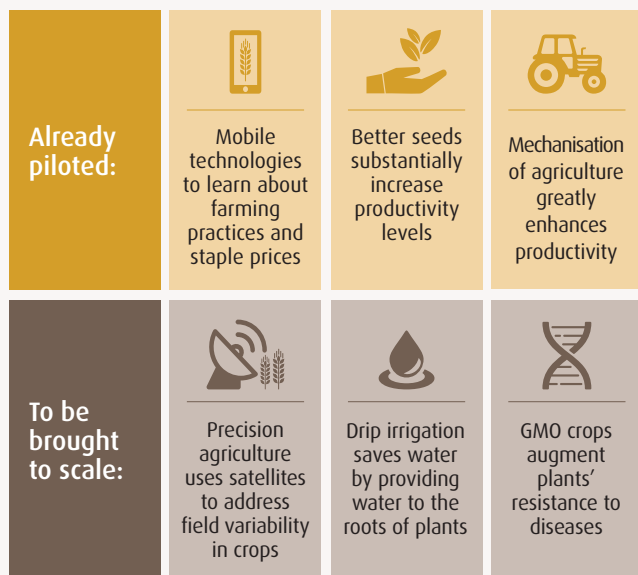 Already
piloted:
Mobile
technologies
to learn about
farming
practices and
staple prices
Better seeds
substantially
increase
productivity
levels
Mechanisation
of agriculture
greatly
enhances
productivity
To be
brought
to scale:
Precision
agriculture
uses satellites
to address
field variability
in crops
Drip irrigation
saves water
by providing
water to the
roots of plants
GMO crops
augment
plants’
resistance to
diseases